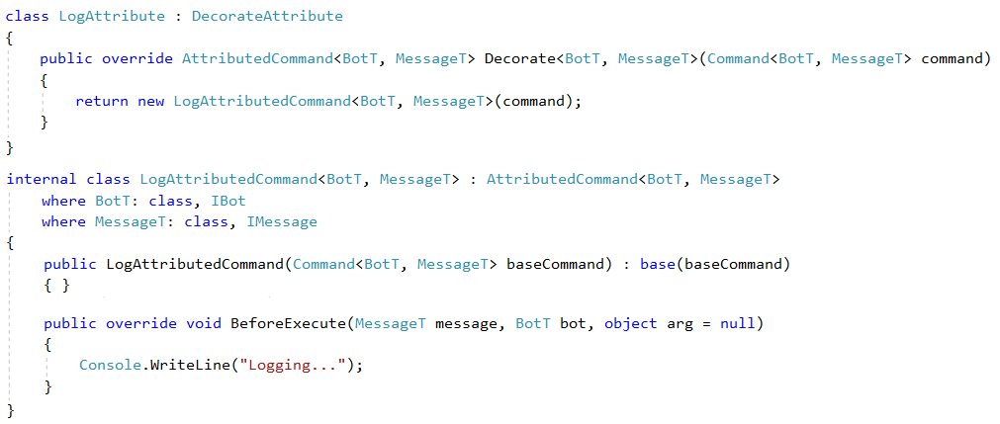 class LogAttribute : DecorateAttribute
{
    public override AttributedCommand<BotT, MessageT> Decorate<BotT, MessageT>(Command<BotT, MessageT> command)
    {
        return new LogAttributedCommand<BotT, MessageT>(command);
    }
}
internal class LogAttributedCommand<BotT, MessageT> : AttributedCommand<BotT, MessageT>
    where BotT: class, IBot
    where MessageT: class, IMessage
{
    public LogAttributedCommand(Command<BotT, MessageT> baseCommand) : base(baseCommand)
    { }
    public override void BeforeExecute(MessageT message, BotT bot, object arg = null)
    {
        Console.WriteLine("Logging...");
    }
}